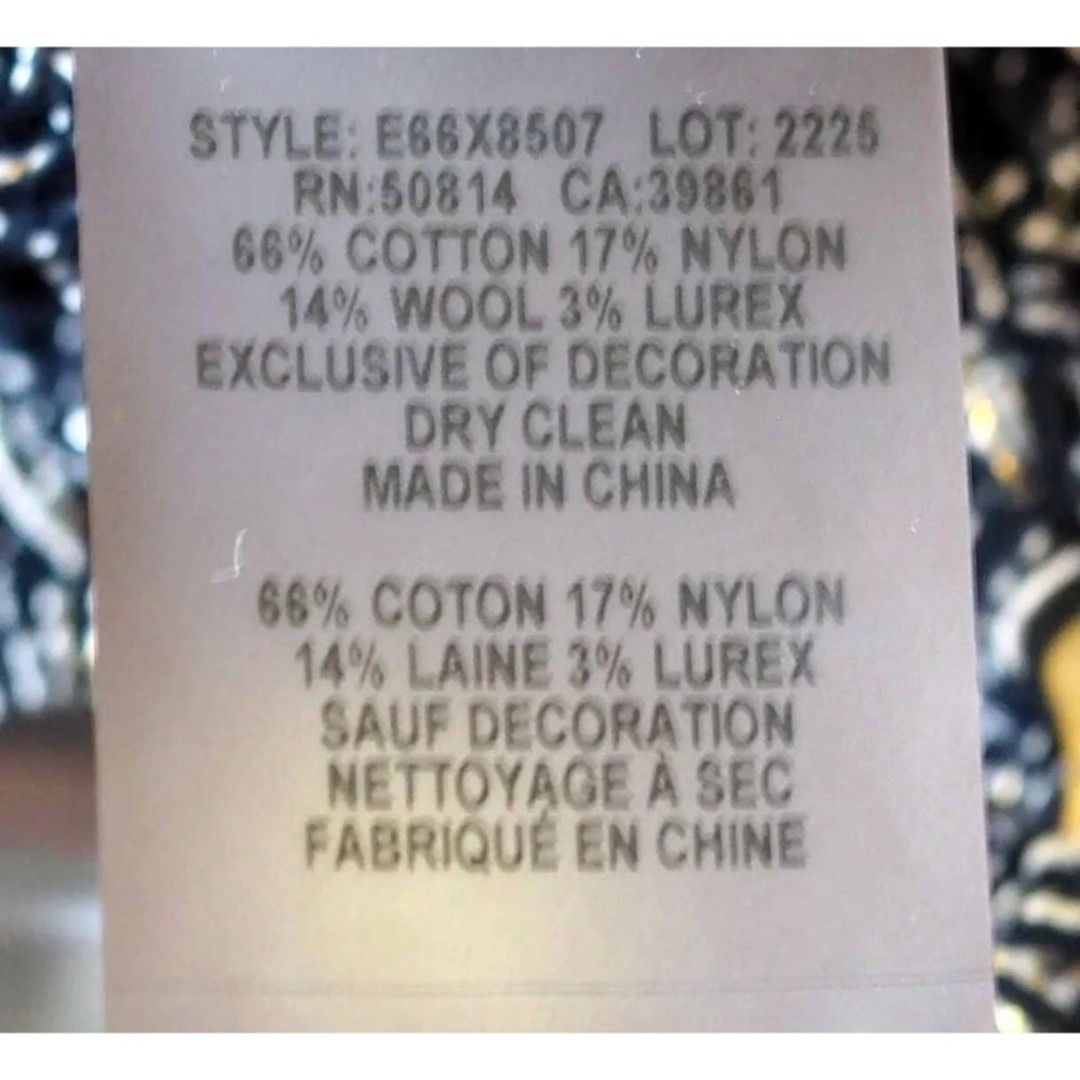 STYLE: E66X8507 LOT: 2225
RN:50814 CA:39861
66% COTTON 17% NYLON
14% WOOL 3% LUREX
EXCLUSIVE OF DECORATION
DRY CLEAN
MADE IN CHINA
66% COTON 17% NYLON
14% LAINE 3% LUREX
SAUF DECORATION
NETTOYAGE À SEC
FABRIQUÉ EN CHINE